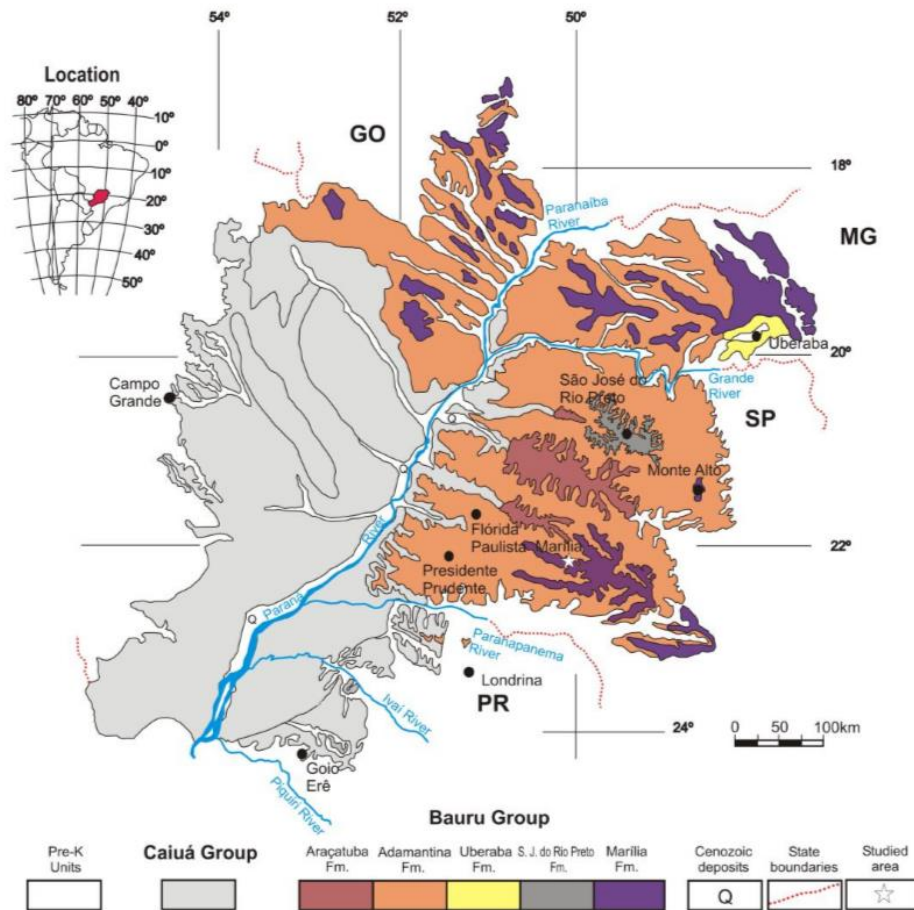 54º
52º
50º
Location
80º 70º 60º 50º 40º
10º
0º
10º
20º
30º
40º
50º
GO
18º
Paranaíba
River
MG
Uberaba
20º
Grande
River
Campo
Grande
São José do
Rio Preto
SP
Monte Alto
Flórida
Paulista
Marília
22º
Presidente
Prudente
River
Paraná
Paranapanema
River
Londrina
PR
Ivaí River
24º
0 50 100km
Goio
Erê
Piquiri River
Bauru Group
Pre-K
Units
Caiuá Group
Araçatuba
Fm.
Adamantina
Fm.
Uberaba
Fm.
S. J. do Rio Preto
Fm.
Marília
Fm.
Cenozoic
deposits
Q
State
boundaries
Studied
area